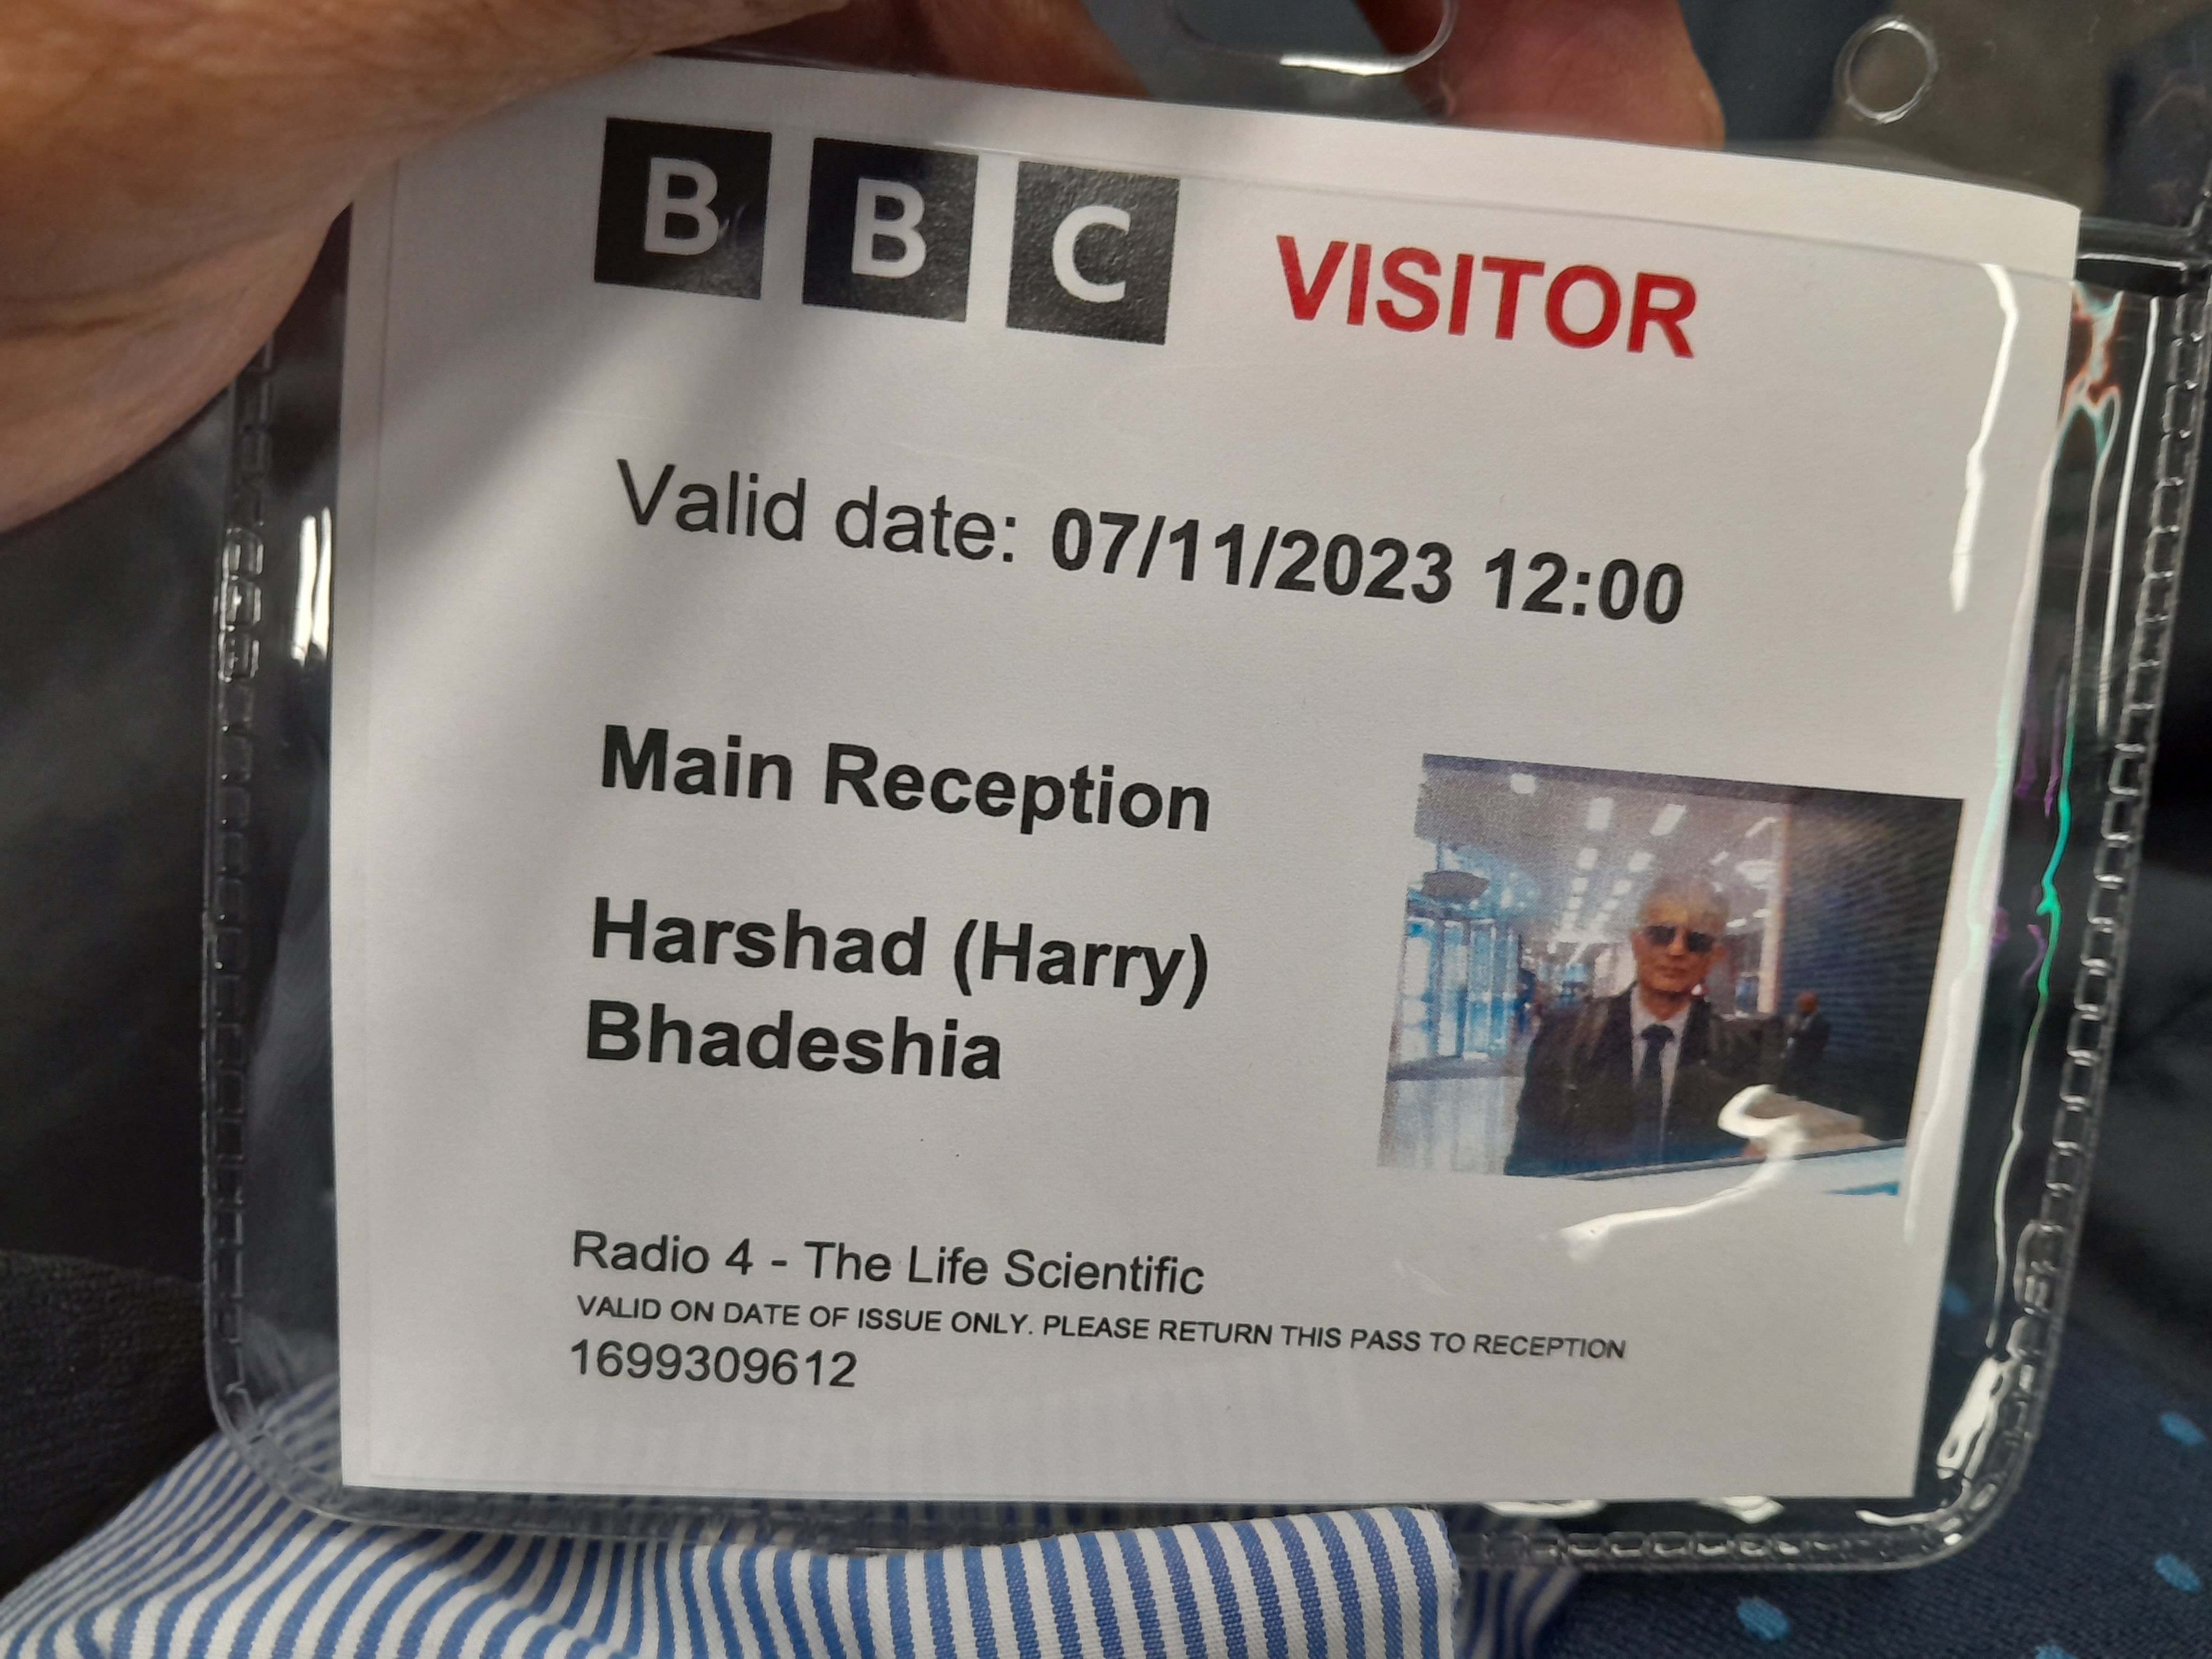 BBC VISITOR
Valid date: 07/11/2023 12:00
Main Reception
Harshad (Harry)
Bhadeshia
Radio 4 - The Life Scientific
VALID ON DATE OF ISSUE ONLY. PLEASE RETURN THIS PASS TO RECEPTION
1699309612